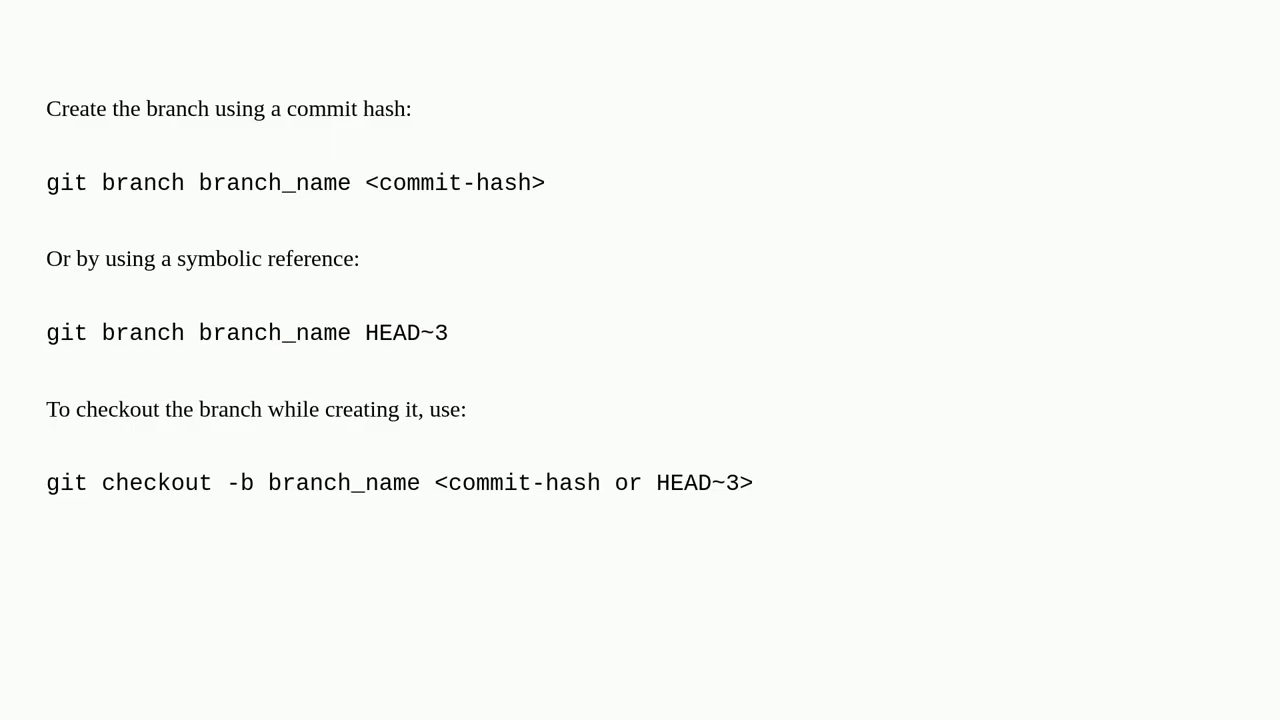 Create the branch using a commit hash:
git branch branch_name <commit-hash>
Or by using a symbolic reference:
git branch branch_name HEAD~3
To checkout the branch while creating it, use:
git checkout -b branch_name <commit-hash or HEAD~3>